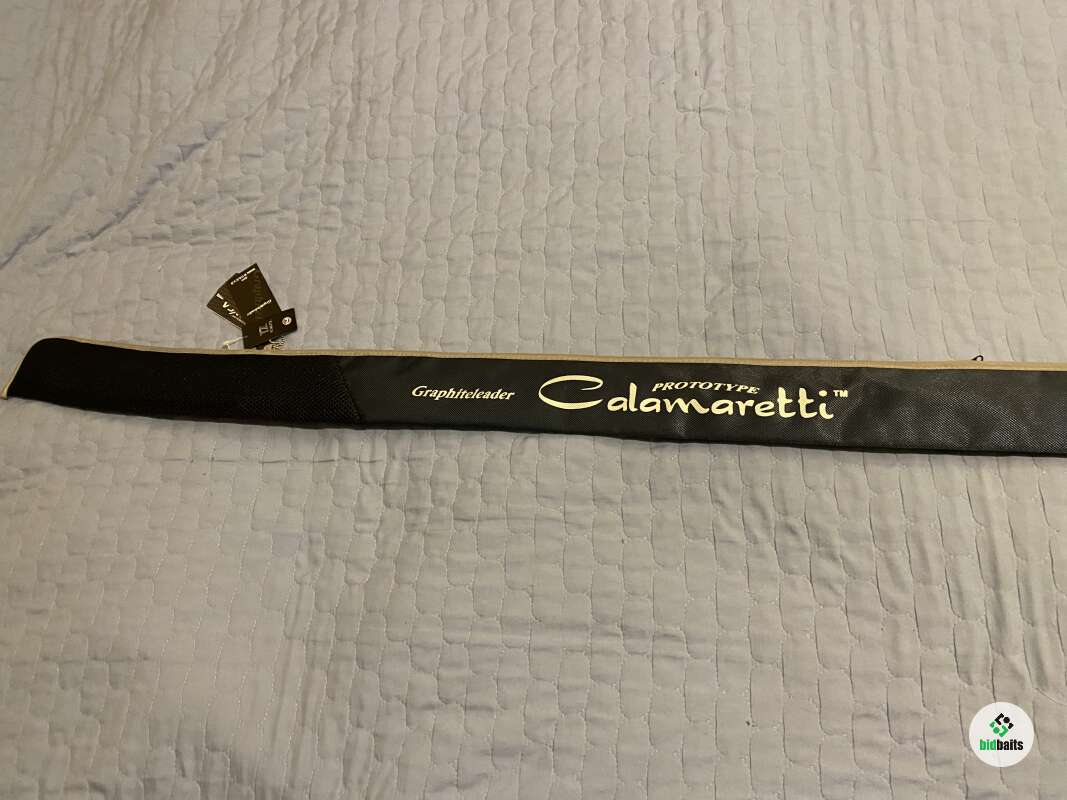 Graphiteleader
PROTOTYPE
Calamaretti™
bidbaits